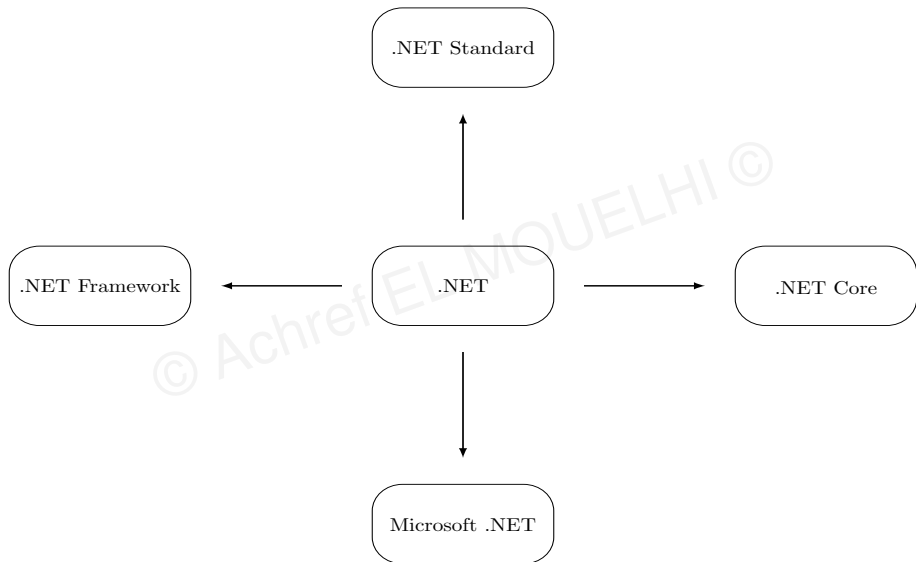 .NET Standard
© Achref EL MOUELHI ©
.NET Framework
.NET
.NET Core
Microsoft .NET